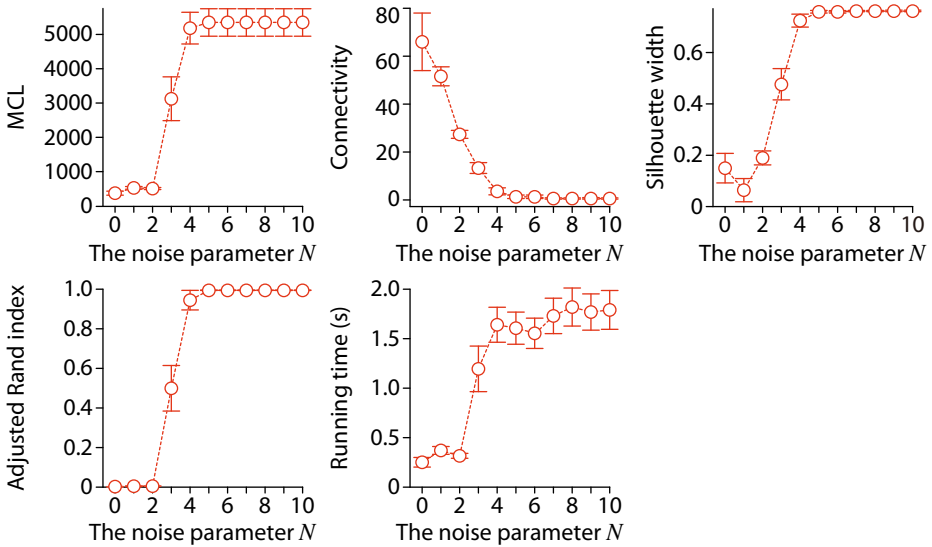 MCL
5000
4000
3000
2000
1000
0
0 2 4 6 8 10
The noise parameter N
Connectivity
80
60
40
20
0
0 2 4 6 8 10
The noise parameter N
Silhouette width
0.6
0.4
0.2
0
0 2 4 6 8 10
The noise parameter N
Adjusted Rand index
1.0
0.8
0.6
0.4
0.2
0
0 2 4 6 8 10
The noise parameter N
Running time (s)
2.0
1.5
1.0
0.5
0
0 2 4 6 8 10
The noise parameter N